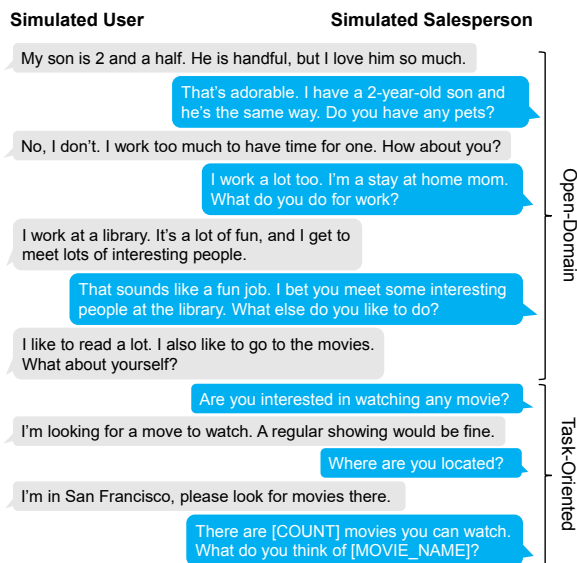 Simulated User
Simulated Salesperson
My son is 2 and a half. He is handful, but I love him so much.
That's adorable. I have a 2-year-old son and
he's the same way. Do you have any pets?
No, I don't. I work too much to have time for one. How about you?
I work a lot too. I'm a stay at home mom.
What do you do for work?
I work at a library. It's a lot of fun, and I get to
meet lots of interesting people.
That sounds like a fun job. I bet you meet some interesting
people at the library. What else do you like to do?
I like to read a lot. I also like to go to the movies.
What about yourself?
Open-Domain
Are you interested in watching any movie?
I'm looking for a move to watch. A regular showing would be fine.
Where are you located?
I'm in San Francisco, please look for movies there.
There are [COUNT] movies you can watch.
What do you think of [MOVIE_NAME]?
Task-Oriented